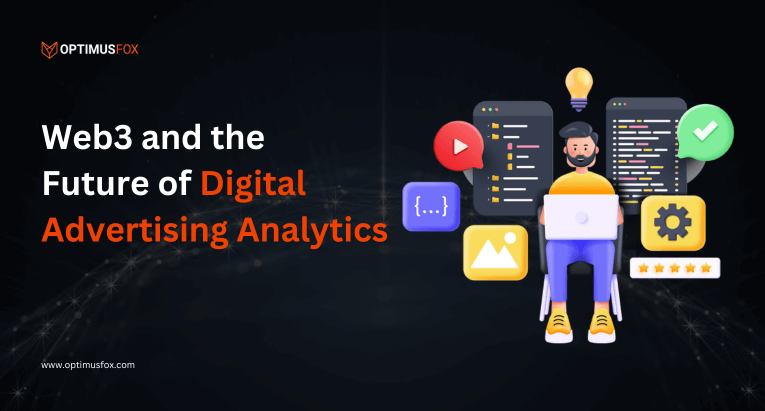 OPTIMUSFOX
Web3 and the
Future of Digital
Advertising Analytics
{...}
www.optimusfox.com